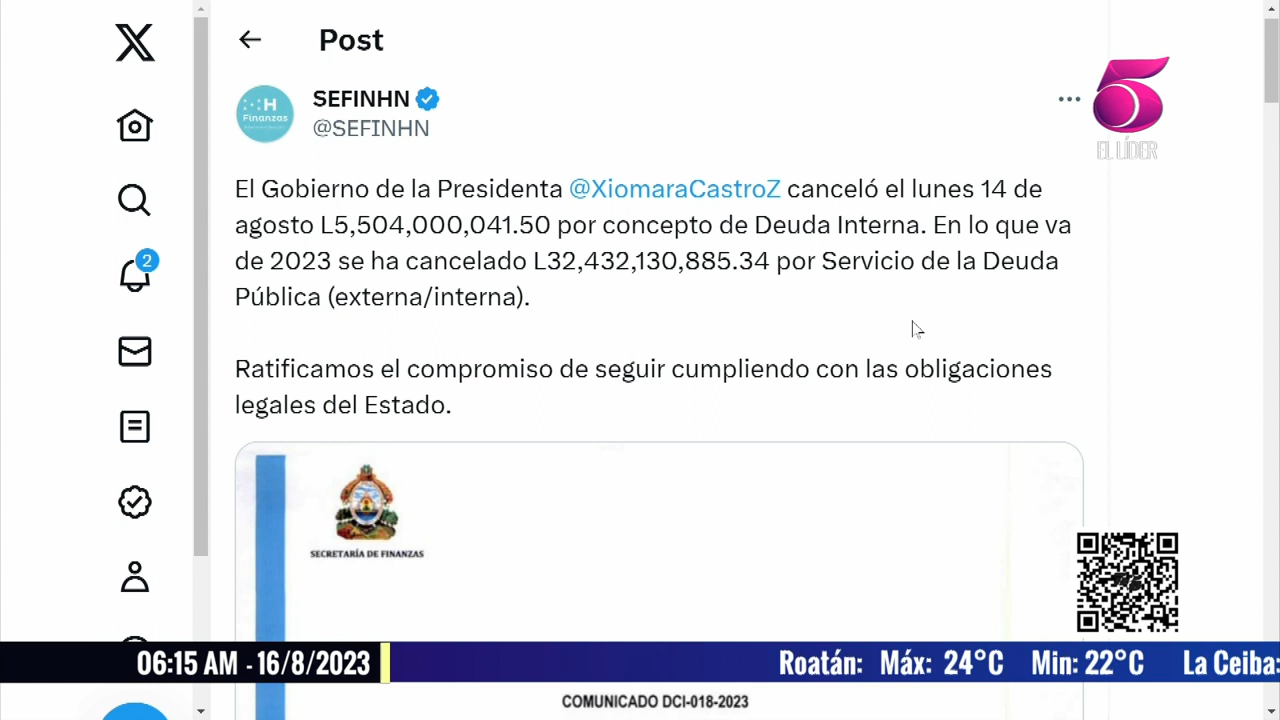 Post
SEFINHN
@SEFINHN
H
Finanzas
5
EL LÍDER
El Gobierno de la Presidenta @XiomaraCastroZ canceló el lunes 14 de
agosto L5,504,000,041.50 por concepto de Deuda Interna. En lo que va
de 2023 se ha cancelado L32,432,130,885.34 por Servicio de la Deuda
Pública (externa/interna).
Ratificamos el compromiso de seguir cumpliendo con las obligaciones
legales del Estado.
2
SECRETARÍA DE FINANZAS
06:15 AM - 16/8/2023
Roatán: Máx: 24°C Min: 22°C La Ceiba:
COMUNICADO DCI-018-2023